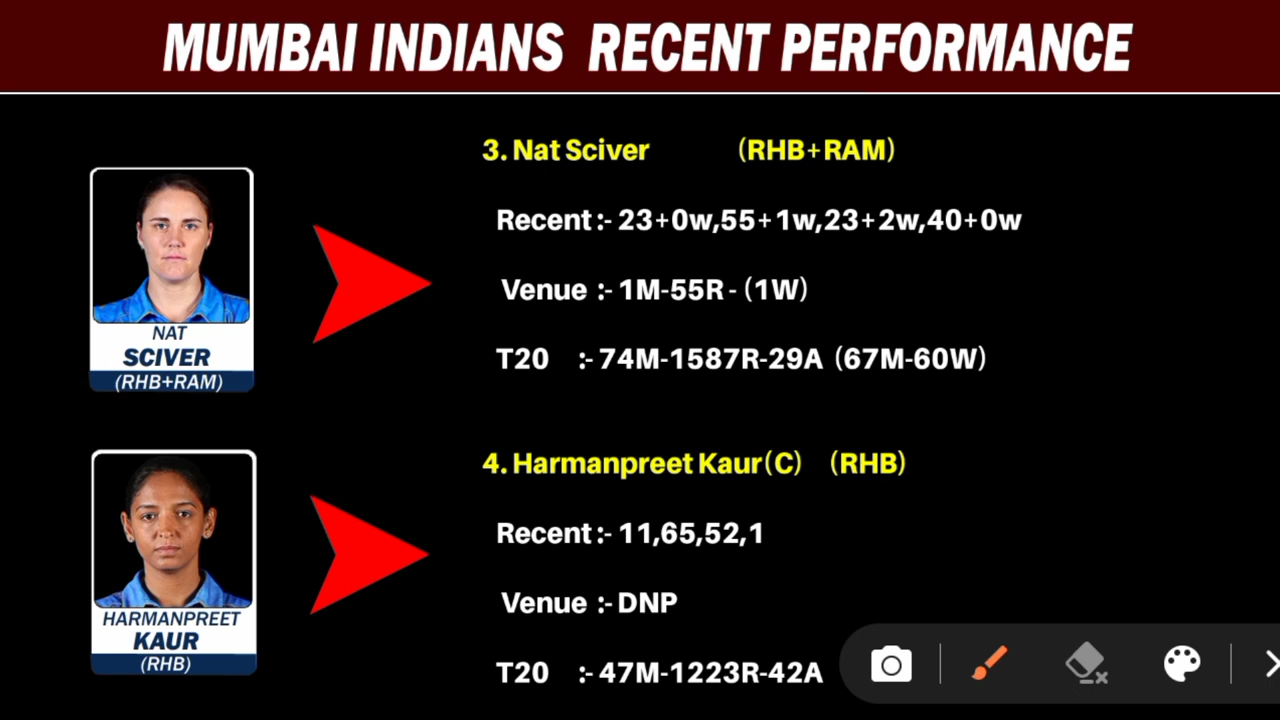 MUMBAI INDIANS RECENT PERFORMANCE
3. Nat Sciver (RHB+RAM)
Recent :- 23+0w,55+1w,23+2w,40+0w
Venue :- 1M-55R - (1W)
T20 :- 74M-1587R-29A (67M-60W)
NAT
SCIVER
(RHB+RAM)
4. Harmanpreet Kaur(C) (RHB)
Recent :- 11,65,52,1
Venue :- DNP
T20 :- 47M-1223R-42A
HARMANPREET
KAUR
(RHB)